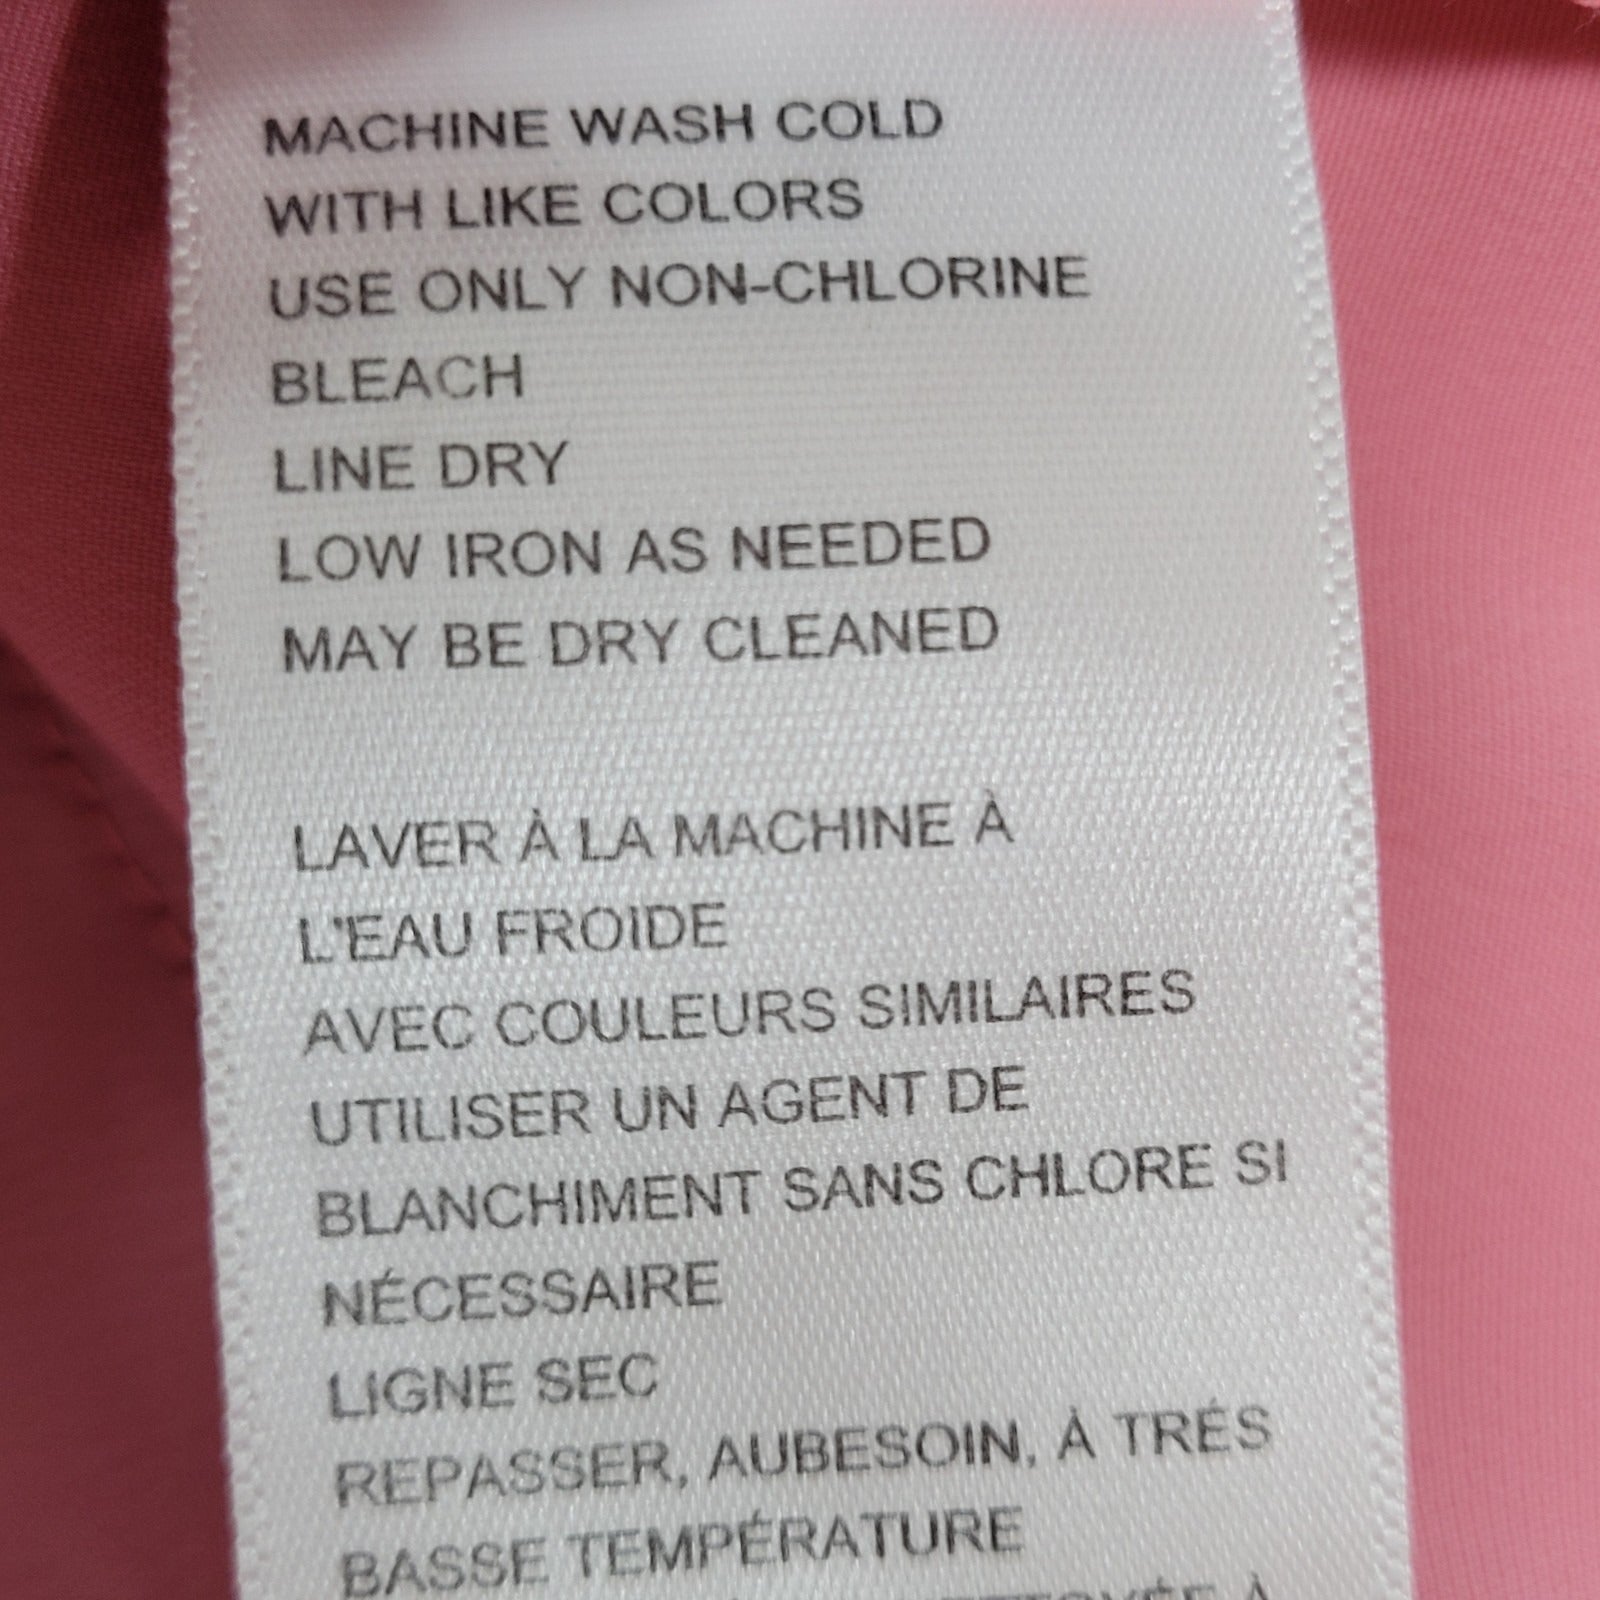 MACHINE WASH COLD
WITH LIKE COLORS
USE ONLY NON-CHLORINE
BLEACH
LINE DRY
LOW IRON AS NEEDED
MAY BE DRY CLEANED
LAVER À LA MACHINE À
L'EAU FROIDE
AVEC COULEURS SIMILAIRES
UTILISER UN AGENT DE
BLANCHIMENT SANS CHLORE SI
NÉCESSAIRE
LIGNE SEC
REPASSER, AUBESOIN, À TRÉS
BASSE TEMPÉRATURE